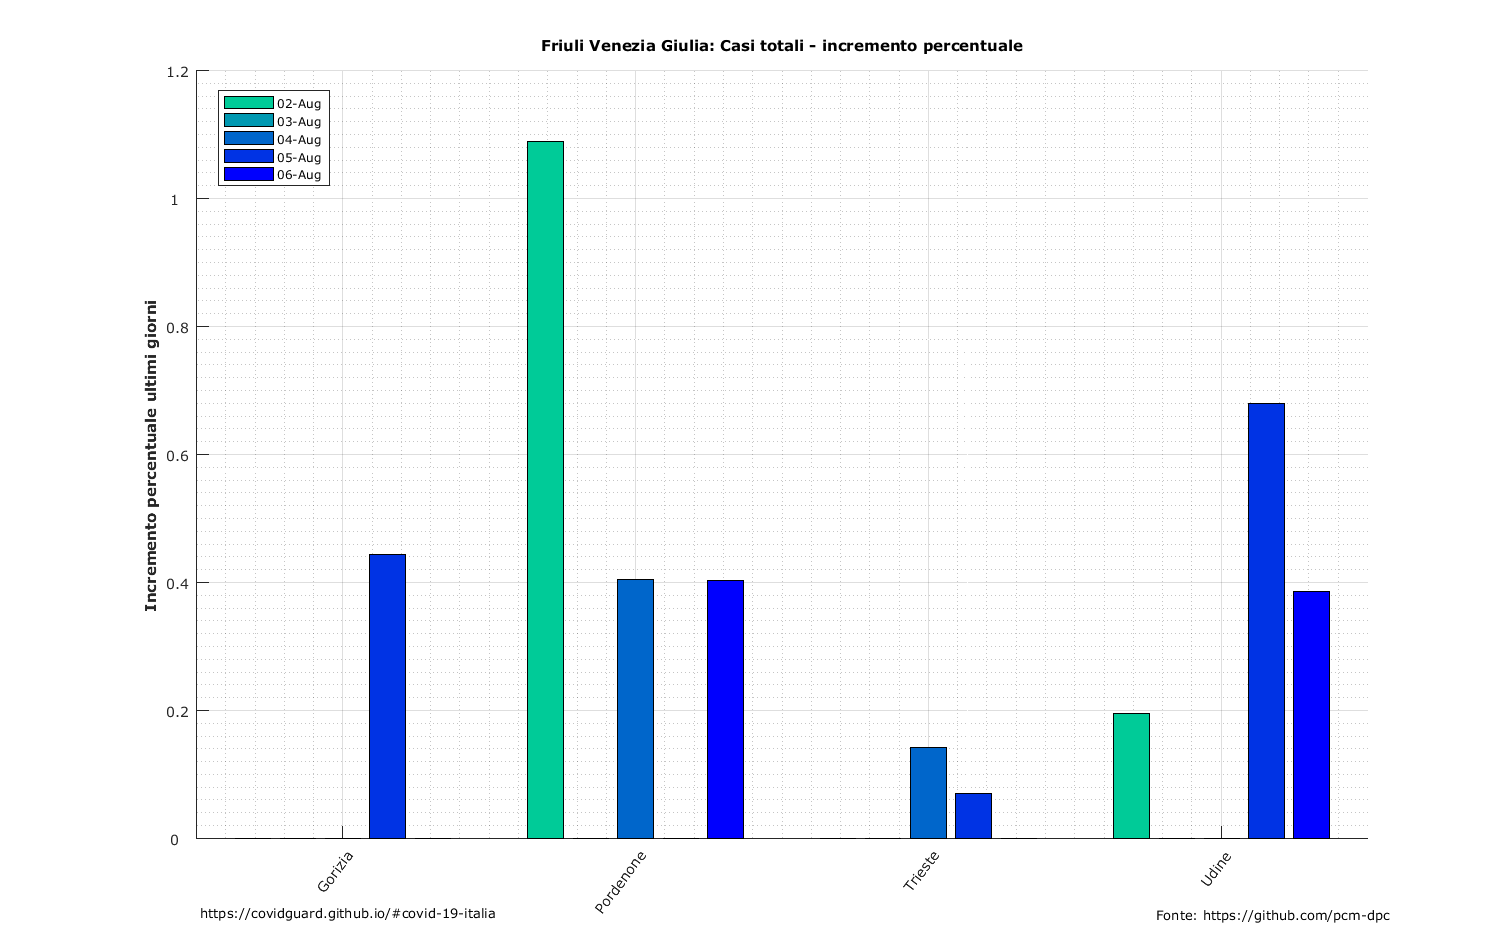 Friuli Venezia Giulia: Casi totali - incremento percentuale
1.2
1
0.8
0.6
0.4
0.2
0
02-Aug
03-Aug
04-Aug
05-Aug
06-Aug
Incremento percentuale ultimi giorni
Gorizia
Pordenone
Trieste
Udine
https://covidguard.github.io/#covid-19-italia
Fonte: https://github.com/pcm-dpc